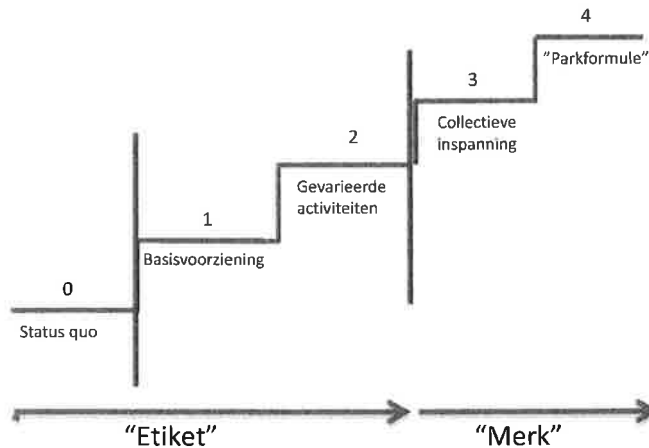 4
”Parkformule”
3
Collectieve
inspanning
2
Gevarieerde
activiteiten
1
Basisvoorziening
0
Status quo
“Etiket”
“Merk”